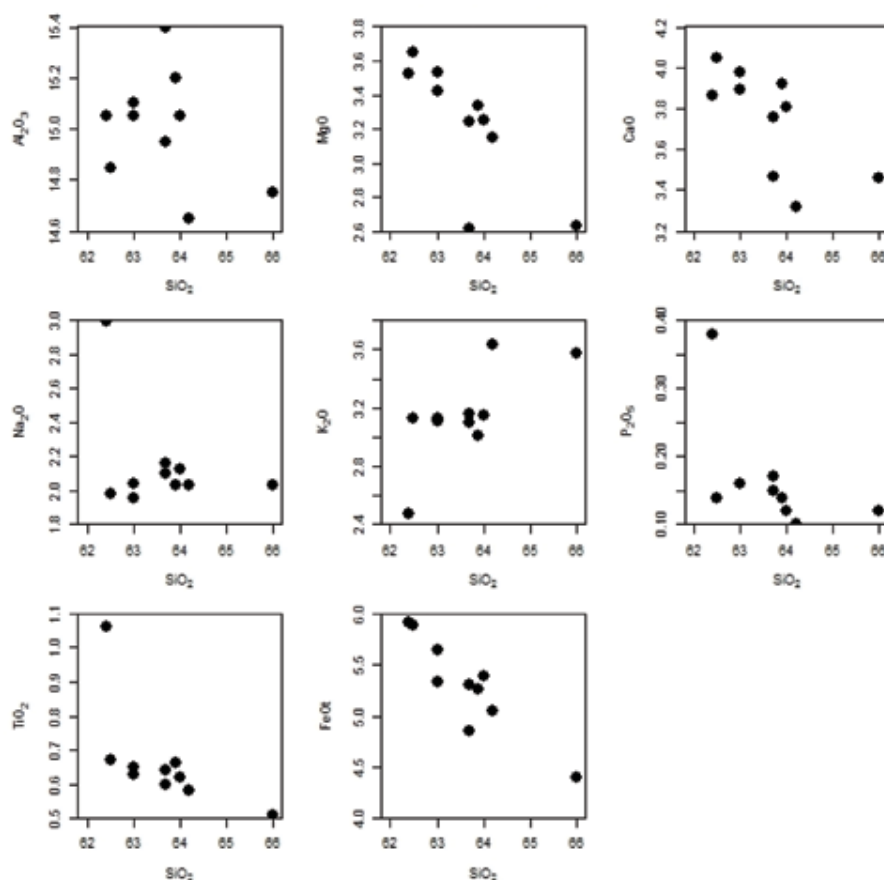 Al₂O₃
14.6 14.8 15.0 15.2 15.4
62 63 64 65 66
SiO₂
MgO
2.6 2.8 3.0 3.2 3.4 3.6 3.8
62 63 64 65 66
SiO₂
CaO
3.2 3.4 3.6 3.8 4.0 4.2
62 63 64 65 66
SiO₂
Na₂O
1.8 2.0 2.2 2.4 2.6 2.8 3.0
62 63 64 65 66
SiO₂
K₂O
2.4 2.8 3.2 3.6
62 63 64 65 66
SiO₂
P₂O₅
0.10 0.20 0.30 0.40
62 63 64 65 66
SiO₂
TiO₂
0.5 0.6 0.7 0.8 0.9 1.0 1.1
62 63 64 65 66
SiO₂
FeOt
4.0 4.5 5.0 5.5 6.0
62 63 64 65 66
SiO₂